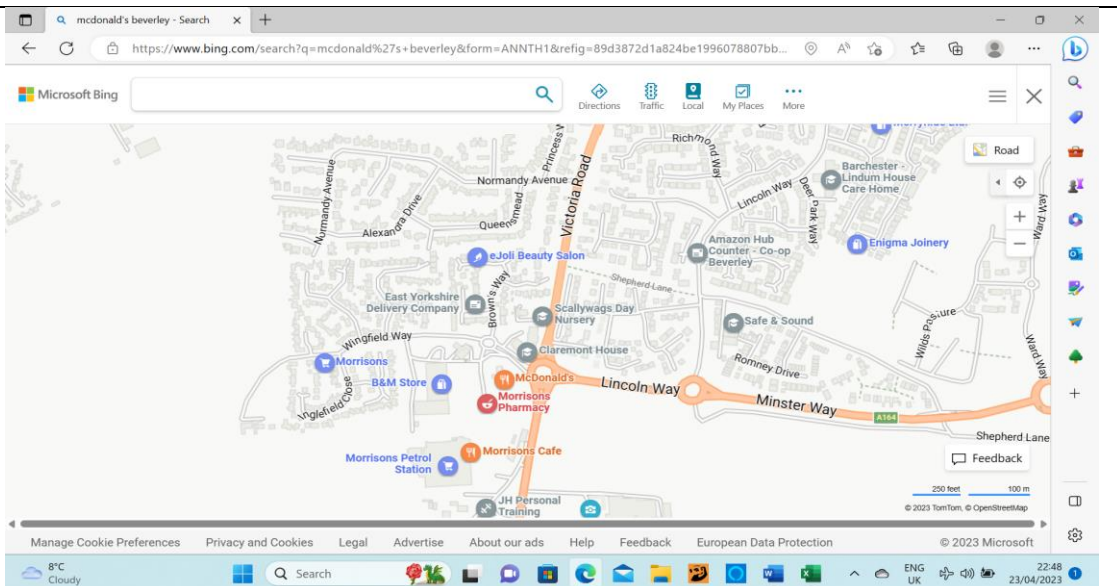 mcdonald's beverley - Search
https://www.bing.com/search?q=mcdonald%27s+beverley&form=ANNTH1&refig=89d3872d1a824be1996078807bb...
Microsoft Bing
Directions
Traffic
Local
My Places
More
Road
Princess
Richmond Way
Normandy Avenue
Normandy Avenue
Victoria Road
Alexandra Drive
Queensmead
Lincoln Way
Deer Park Way
Barchester -
Lindum House
Care Home
Ward Way
Enigma Joinery
Amazon Hub
Counter - Co-op
Beverley
eJoli Beauty Salon
Shepherd Lane
East Yorkshire
Delivery Company
Brown's Way
Scallywags Day
Nursery
Safe & Sound
Wilds Pasture
Wingfield Way
Claremont House
Morrisons
Romney Drive
Ward Way
B&M Store
McDonald's
Lincoln Way
Minster Way
Inglefield Close
Morrisons
Pharmacy
A164
Shepherd Lane
Morrisons Cafe
Morrisons Petrol
Station
Feedback
250 feet
100 m
JH Personal
Training
© 2023 TomTom, © OpenStreetMap
Manage Cookie Preferences
Privacy and Cookies
Legal
Advertise
About our ads
Help
Feedback
European Data Protection
© 2023 Microsoft
8°C
Cloudy
Search
ENG
UK
22:48
23/04/2023
1